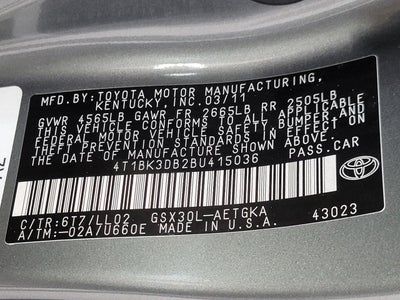 MFD.BY:TOYOTA MOTOR MANUFACTURING,
KENTUCKY, INC.03/11
GVWR 4565LB GAWR FR 2665LB RR 2505LB
THIS VEHICLE CONFORMS TO ALL APPLICABLE
FEDERAL MOTOR VEHICLE SAFETY,BUMPER,AND
THEFT PREVENTION STANDARDS IN EFFECT ON
THE DATE OF MANUFACTURE SHOWN ABOVE.
4T1BK3DB2BU415036 PASS.CAR
C/TR:6T7/LL02 GSX30L-AETGKA 43023
A/TM:-02A/U660E MADE IN U.S.A.
TOYOTA